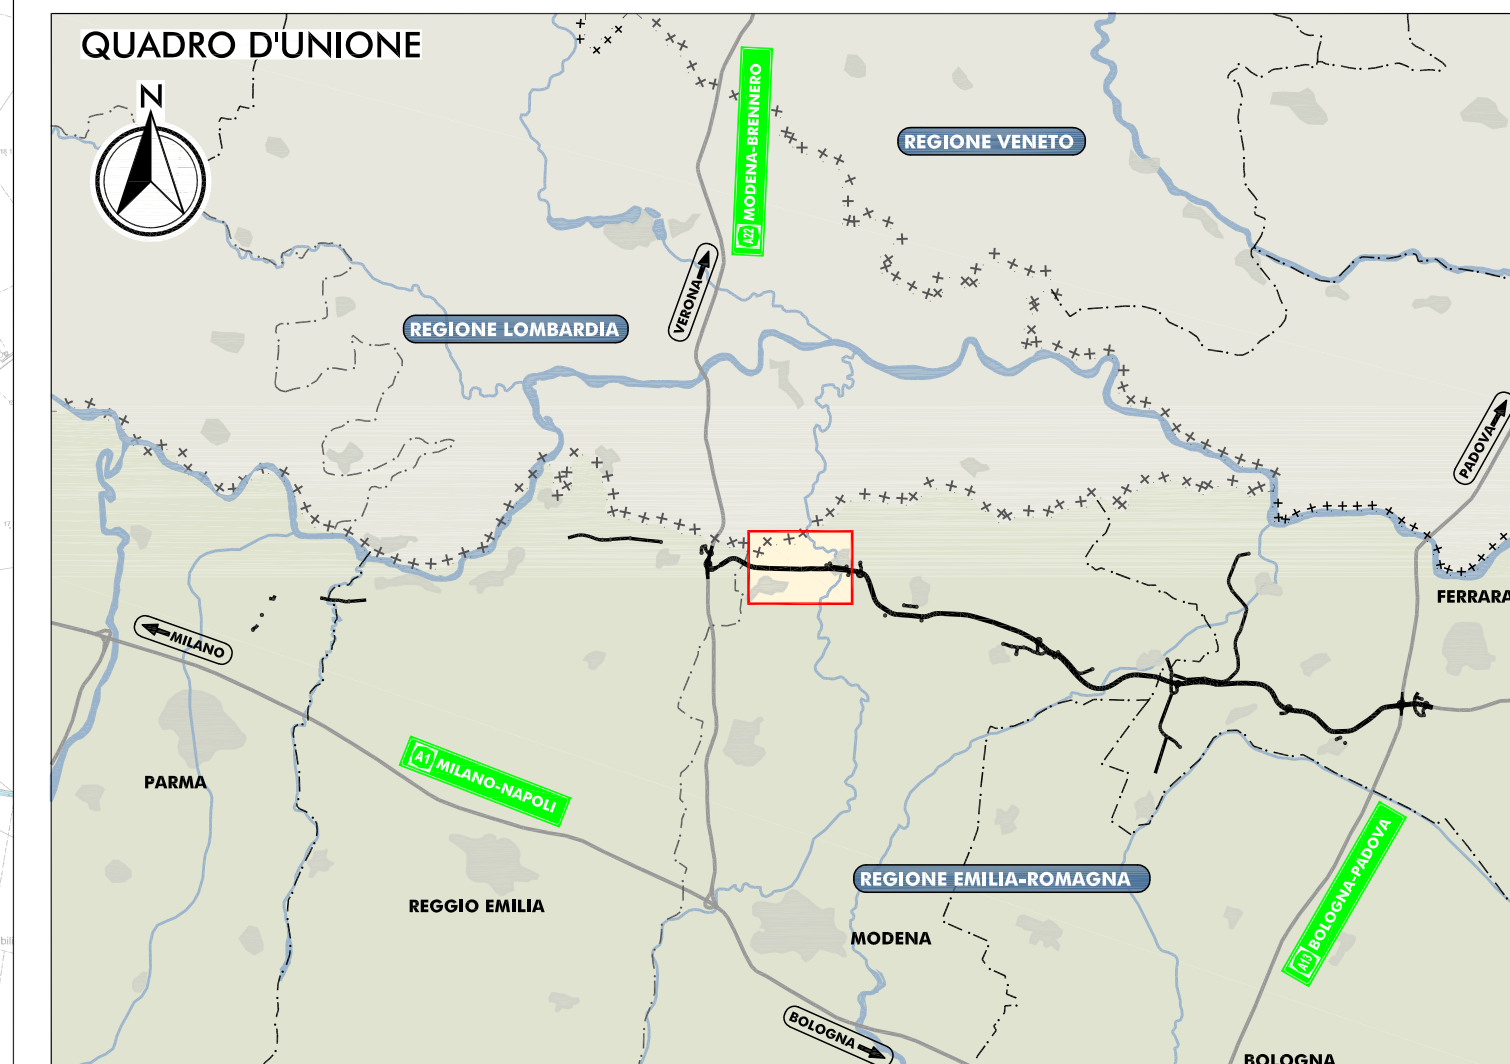 QUADRO D'UNIONE
N
A22 MODENA-BRENNERO
REGIONE VENETO
VERONA
REGIONE LOMBARDIA
PADOVA
FERRARA
MILANO
PARMA
A1 MILANO-NAPOLI
REGGIO EMILIA
REGIONE EMILIA-ROMAGNA
MODENA
A13 BOLOGNA-PADOVA
BOLOGNA
BOLOGNA